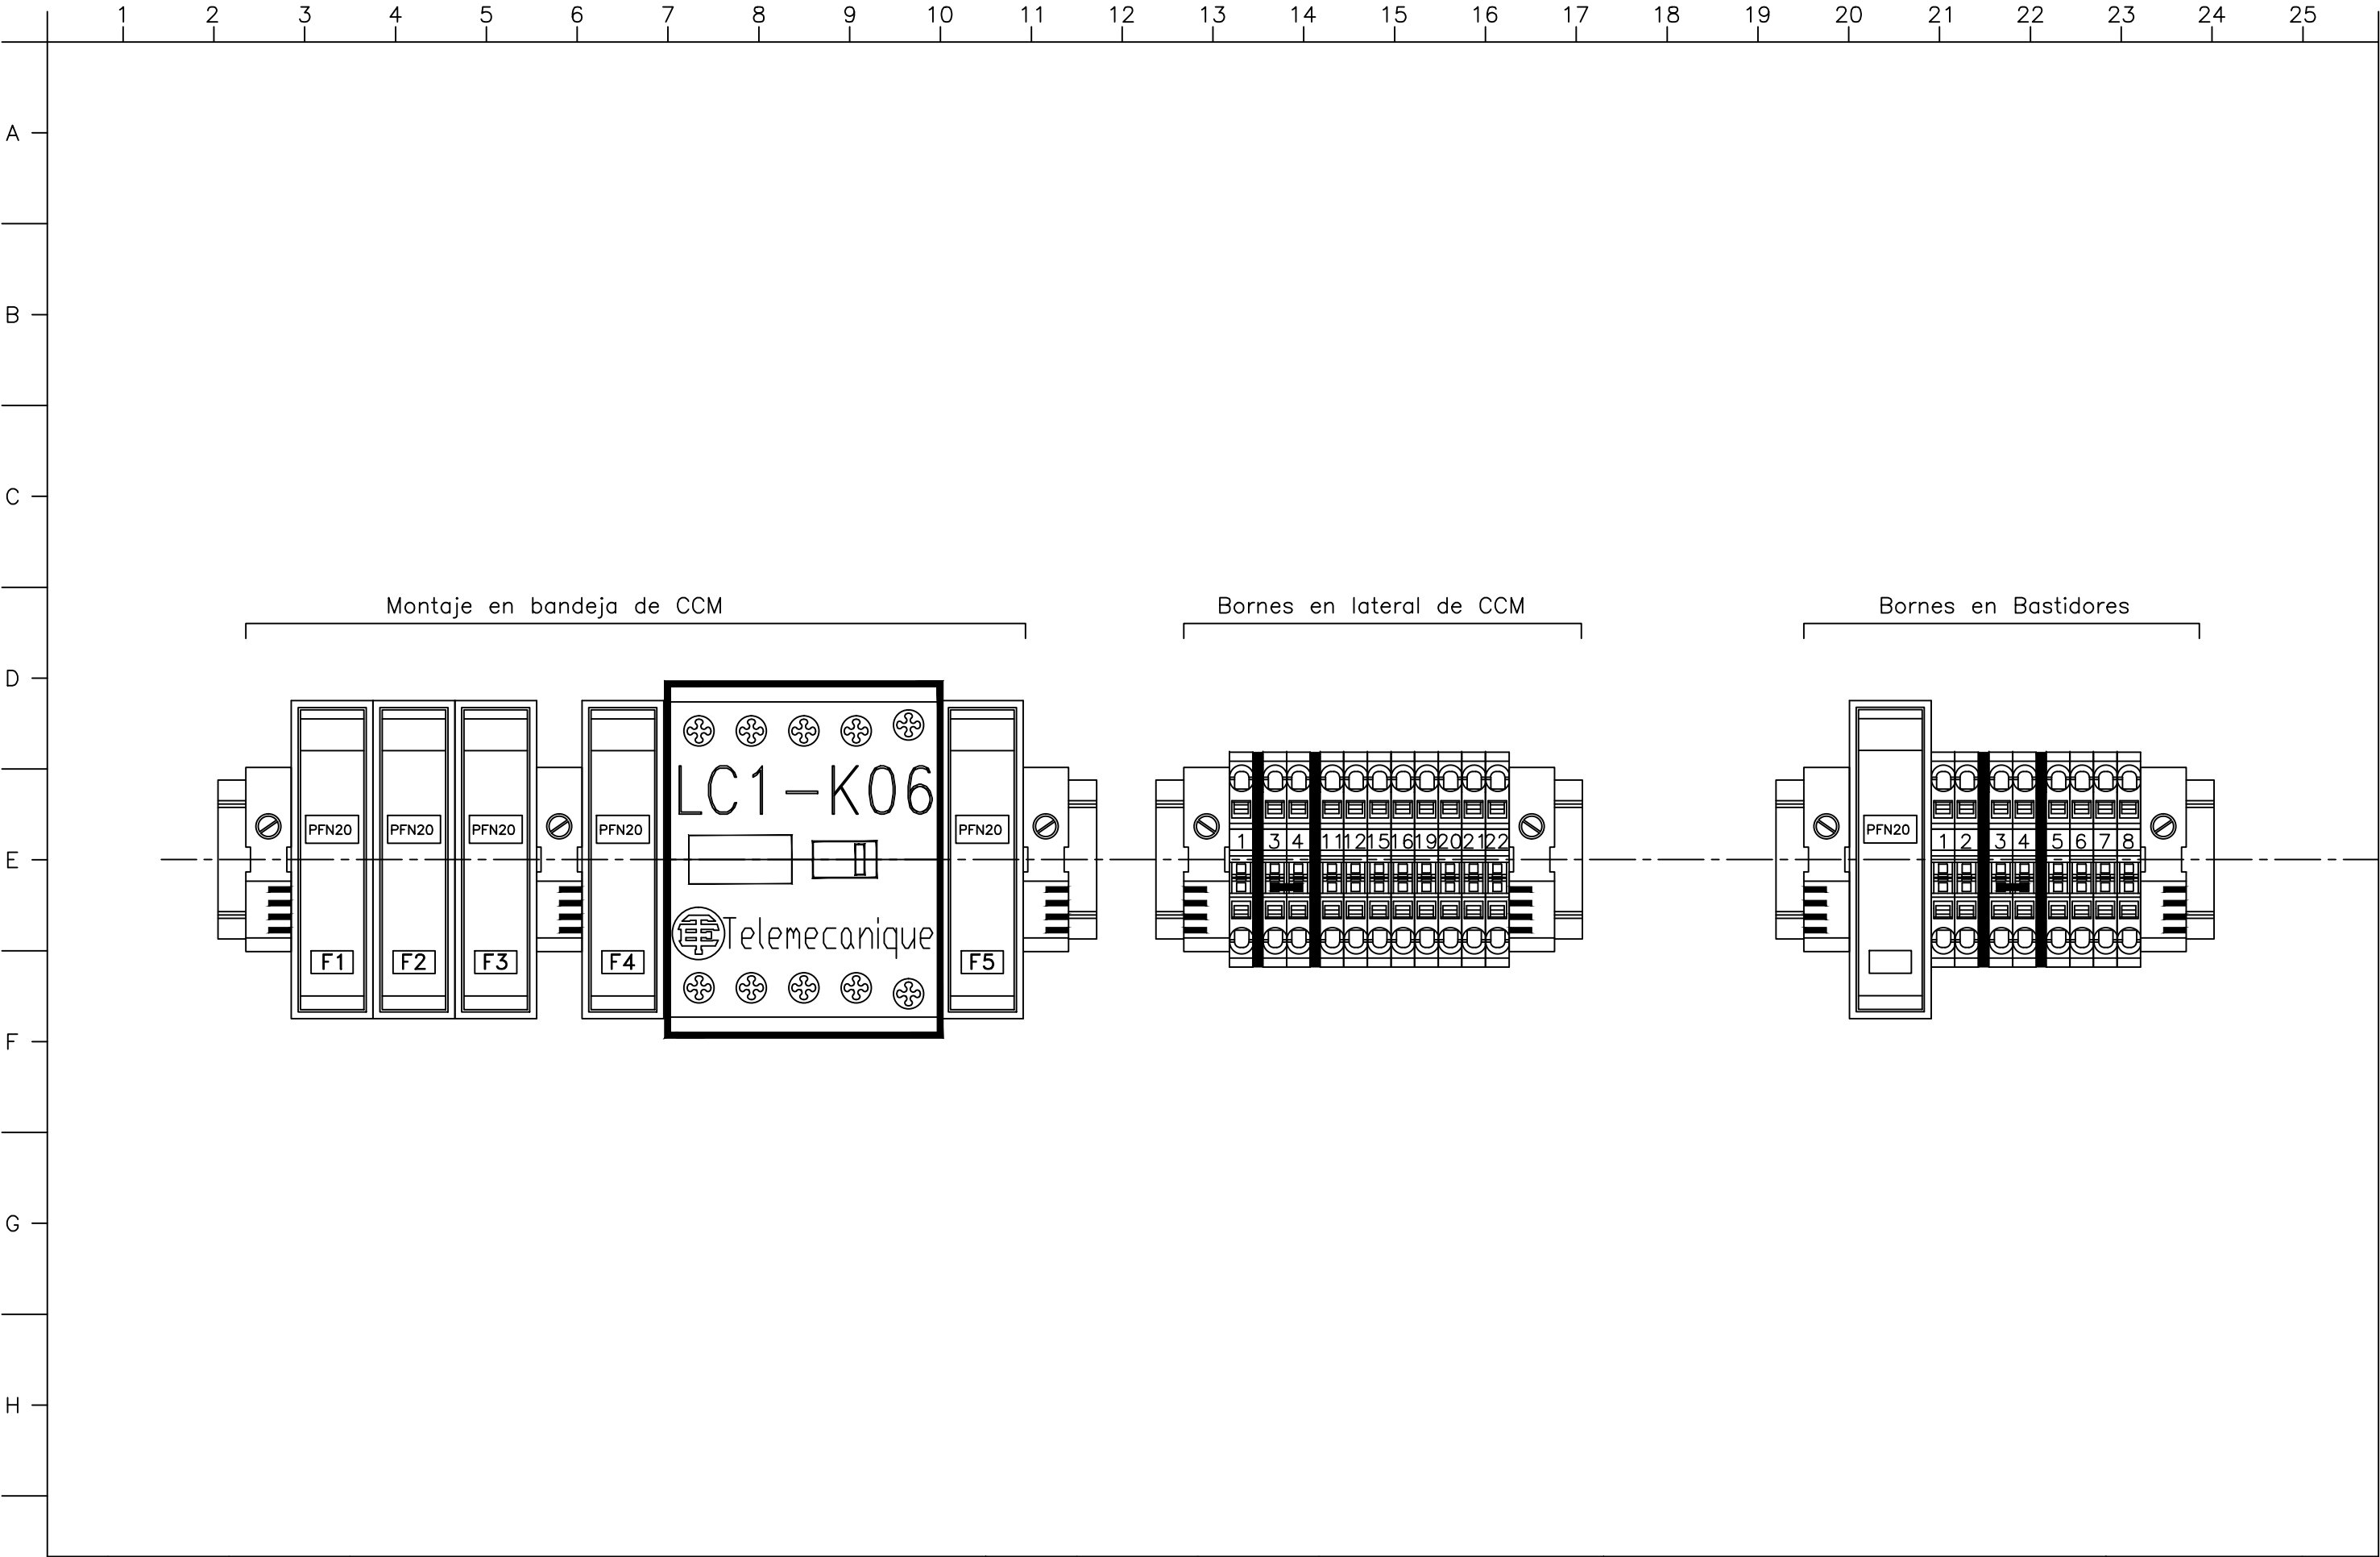 1 2 3 4 5 6 7 8 9 10 11 12 13 14 15 16 17 18 19 20 21 22 23 24 25
A
B
C
Montaje en bandeja de CCM
Bornes en lateral de CCM
Bornes en Bastidores
D
LC1-K06
PFN20 PFN20 PFN20 PFN20 PFN20 PFN20
1 3 4 11 12 15 16 19 20 21 22
1 2 3 4 5 6 7 8
E
Telemecanique
F1 F2 F3 F4 F5
F
G
H